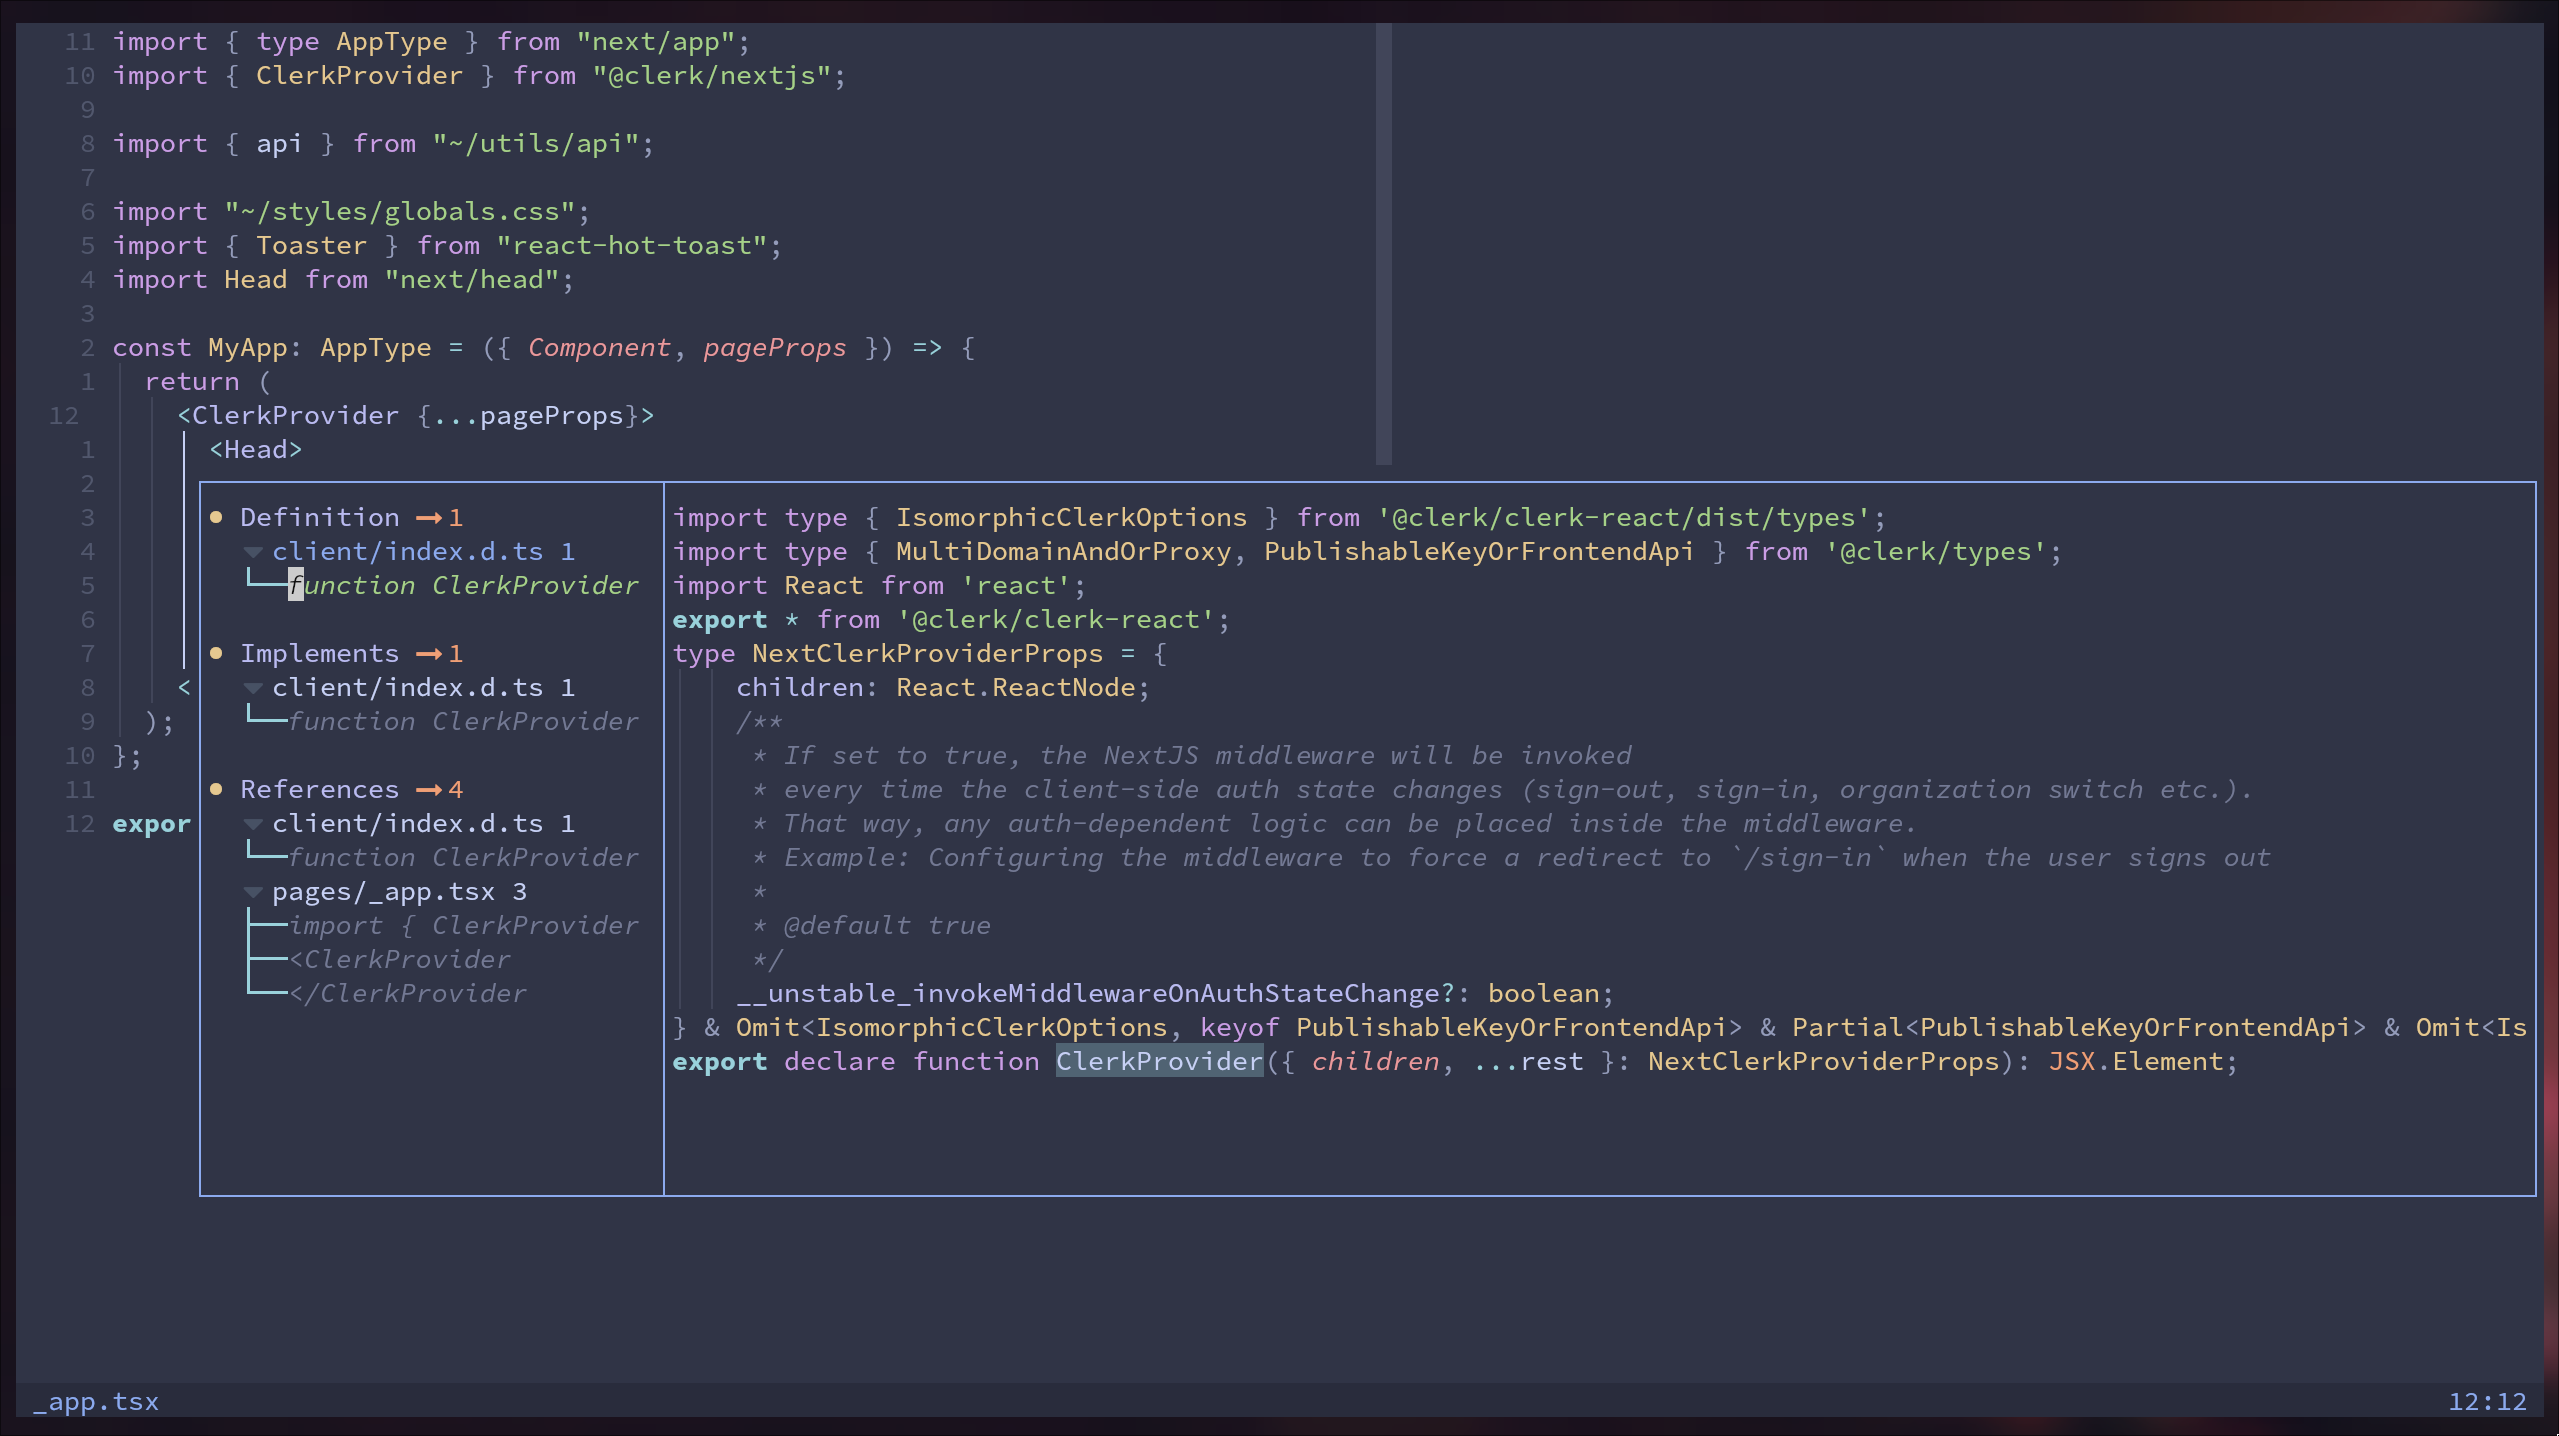 11 import { type AppType } from "next/app";
10 import { ClerkProvider } from "@clerk/nextjs";
9
8 import { api } from "~/utils/api";
7
6 import "~/styles/globals.css";
5 import { Toaster } from "react-hot-toast";
4 import Head from "next/head";
3
2 const MyApp: AppType = ({ Component, pageProps }) => {
1 return (
12 <ClerkProvider {...pageProps}>
1 <Head>
2
3
4
5
6
7
8 <
9 );
10 };
11
12 expor
Definition 1
client/index.d.ts 1
function ClerkProvider
Implements 1
client/index.d.ts 1
function ClerkProvider
References 4
client/index.d.ts 1
function ClerkProvider
pages/_app.tsx 3
import { ClerkProvider
<ClerkProvider
</ClerkProvider
import type { IsomorphicClerkOptions } from '@clerk/clerk-react/dist/types';
import type { MultiDomainAndOrProxy, PublishableKeyOrFrontendApi } from '@clerk/types';
import React from 'react';
export * from '@clerk/clerk-react';
type NextClerkProviderProps = {
children: React.ReactNode;
/**
* If set to true, the NextJS middleware will be invoked
* every time the client-side auth state changes (sign-out, sign-in, organization switch etc.).
* That way, any auth-dependent logic can be placed inside the middleware.
* Example: Configuring the middleware to force a redirect to `/sign-in` when the user signs out
*
* @default true
*/
__unstable_invokeMiddlewareOnAuthStateChange?: boolean;
} & Omit<IsomorphicClerkOptions, keyof PublishableKeyOrFrontendApi> & Partial<PublishableKeyOrFrontendApi> & Omit<Is
export declare function ClerkProvider({ children, ...rest }: NextClerkProviderProps): JSX.Element;
_app.tsx 12:12